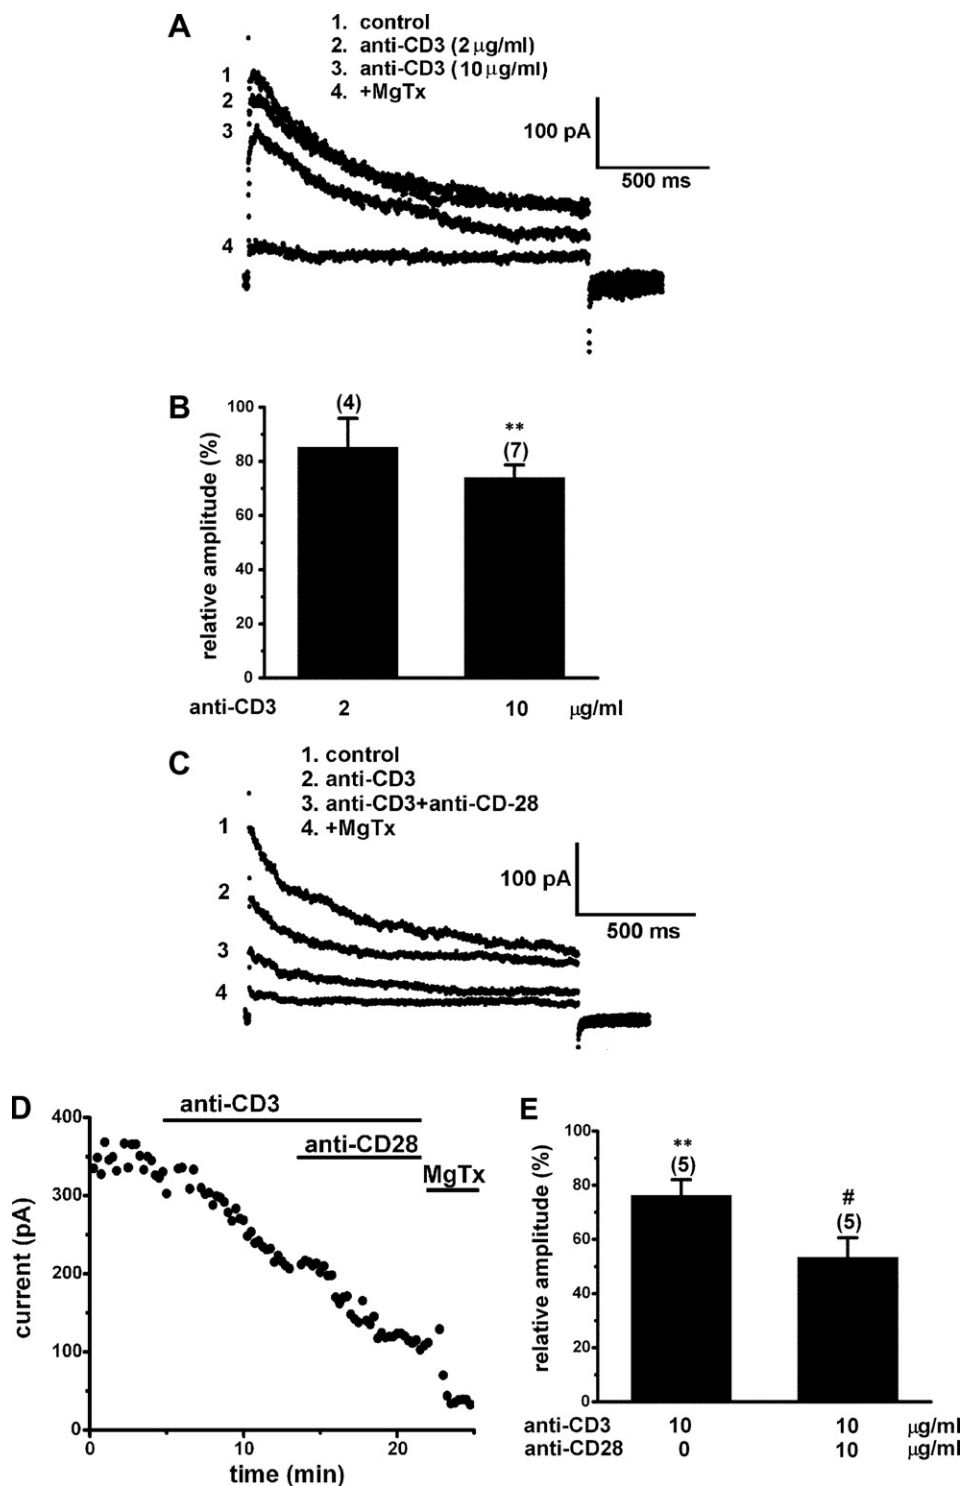 A
1. control
2. anti-CD3 (2 µg/ml)
3. anti-CD3 (10 µg/ml)
4. +MgTx
1
2
3
4
100 pA
500 ms
B
relative amplitude (%)
100
80
60
40
20
0
(4)
**
(7)
anti-CD3 2 10 µg/ml
C
1. control
2. anti-CD3
3. anti-CD3+anti-CD-28
4. +MgTx
1
2
3
4
100 pA
500 ms
D
current (pA)
400
300
200
100
0
anti-CD3
anti-CD28
MgTx
0 10 20
time (min)
E
relative amplitude (%)
100
80
60
40
20
0
**
(5)
#
(5)
anti-CD3 10 10 µg/ml
anti-CD28 0 10 µg/ml